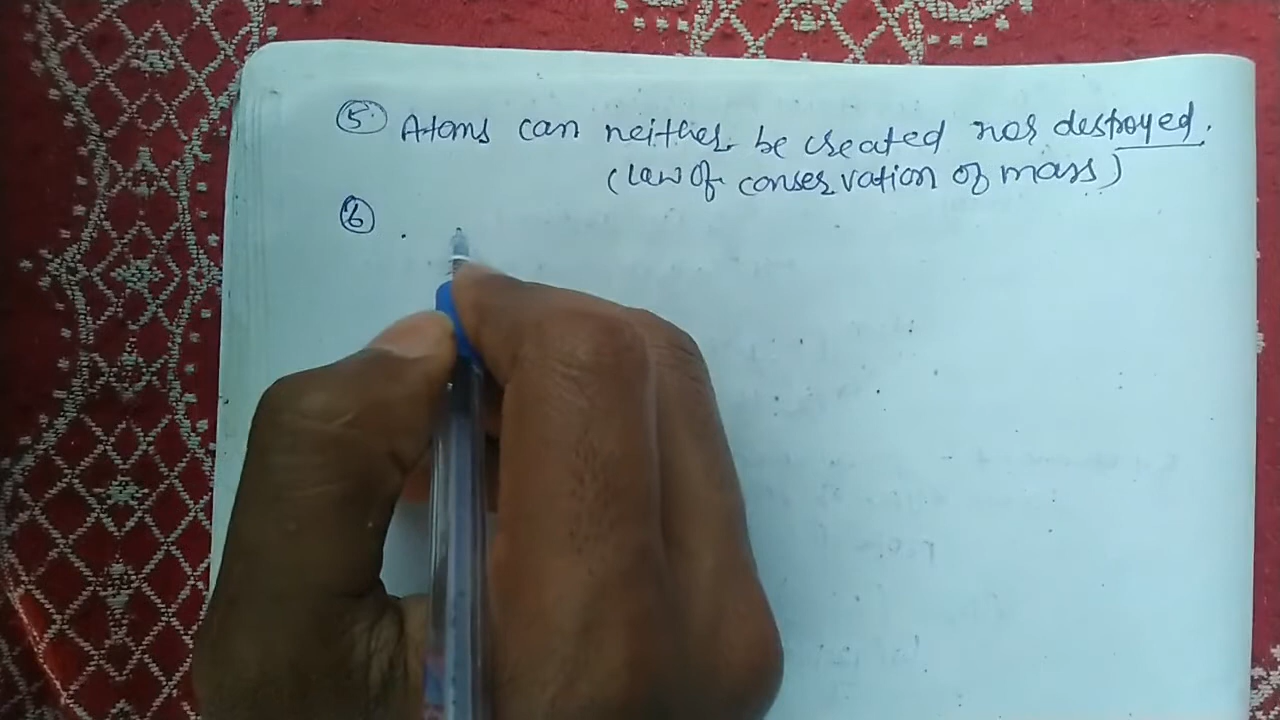 ⑤ Atoms can neither be created nor destroyed.
(law of conservation of mass)
⑥ .